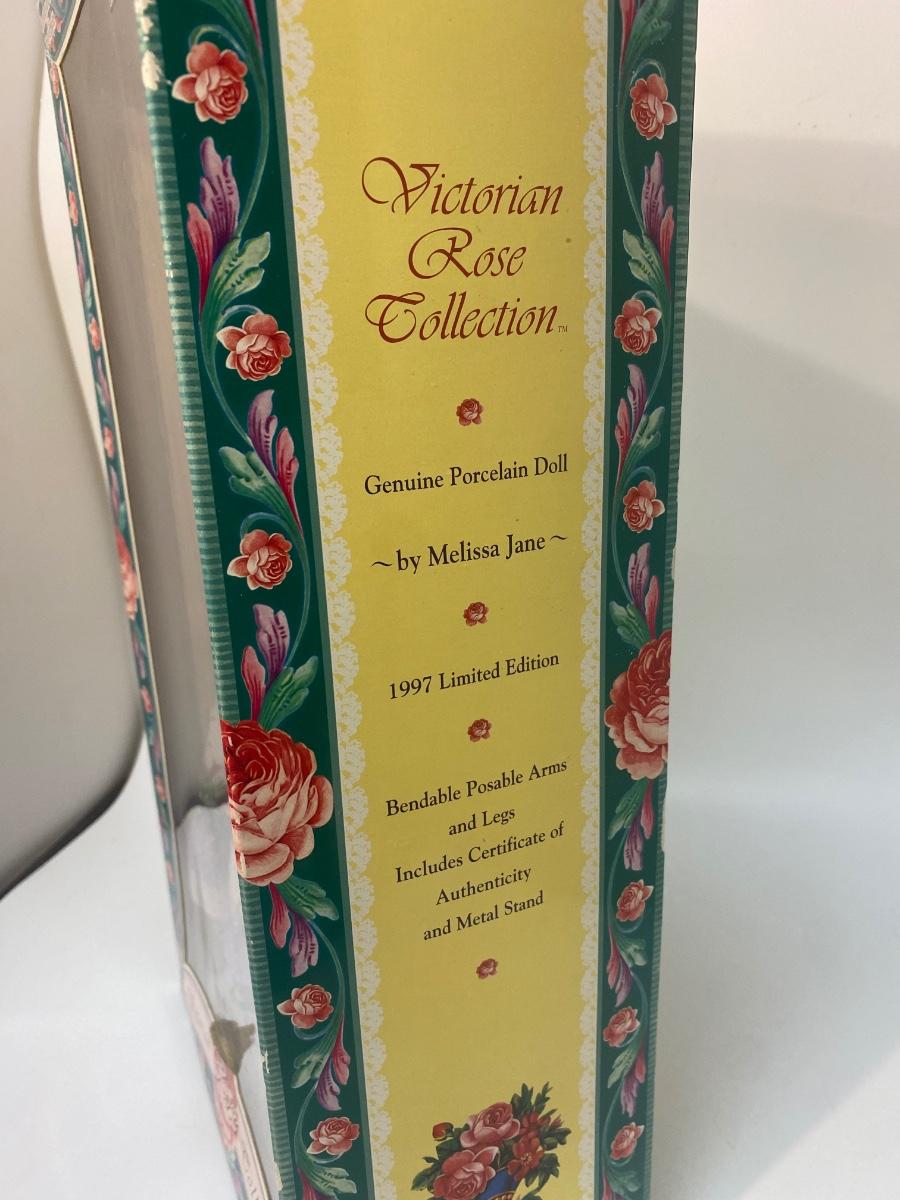 Victorian
Rose
Collection™
Genuine Porcelain Doll
~by Melissa Jane~
1997 Limited Edition
Bendable Posable Arms
and Legs
Includes Certificate of
Authenticity
and Metal Stand